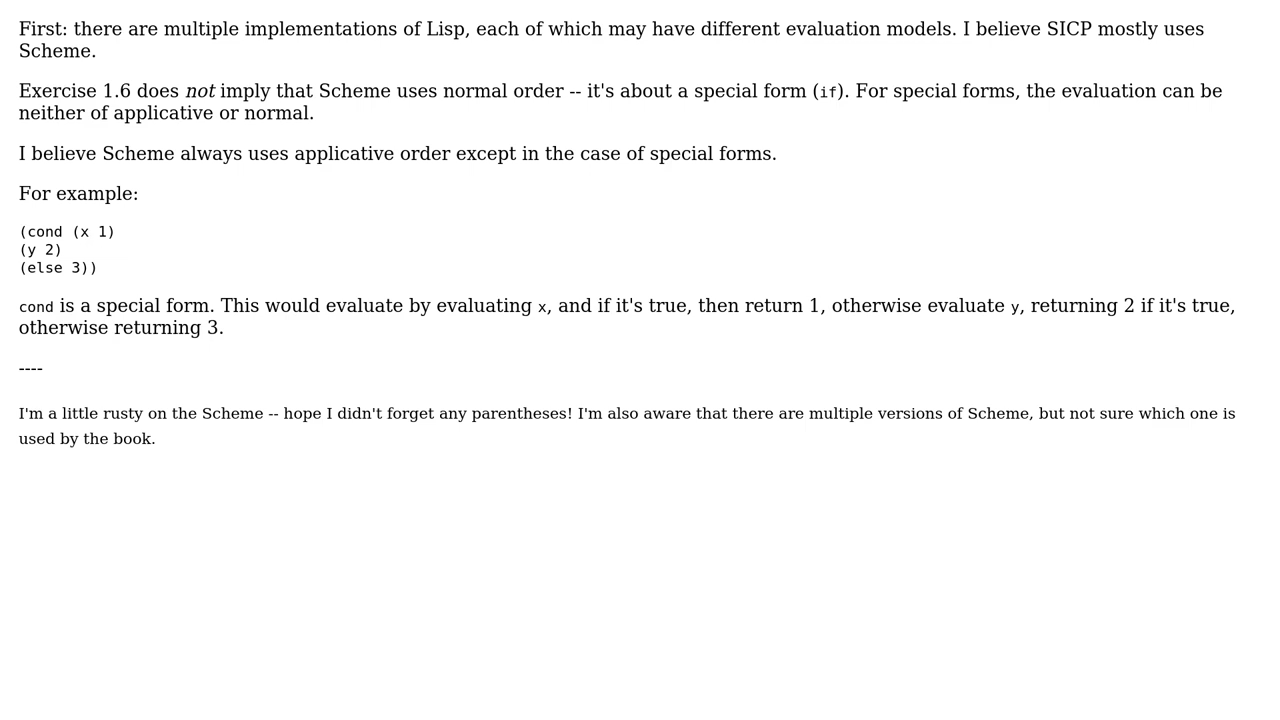 First: there are multiple implementations of Lisp, each of which may have different evaluation models. I believe SICP mostly uses
Scheme.
Exercise 1.6 does not imply that Scheme uses normal order -- it's about a special form (if). For special forms, the evaluation can be
neither of applicative or normal.
I believe Scheme always uses applicative order except in the case of special forms.
For example:
(cond (x 1)
(y 2)
(else 3))
cond is a special form. This would evaluate by evaluating x, and if it's true, then return 1, otherwise evaluate y, returning 2 if it's true,
otherwise returning 3.
----
I'm a little rusty on the Scheme -- hope I didn't forget any parentheses! I'm also aware that there are multiple versions of Scheme, but not sure which one is
used by the book.